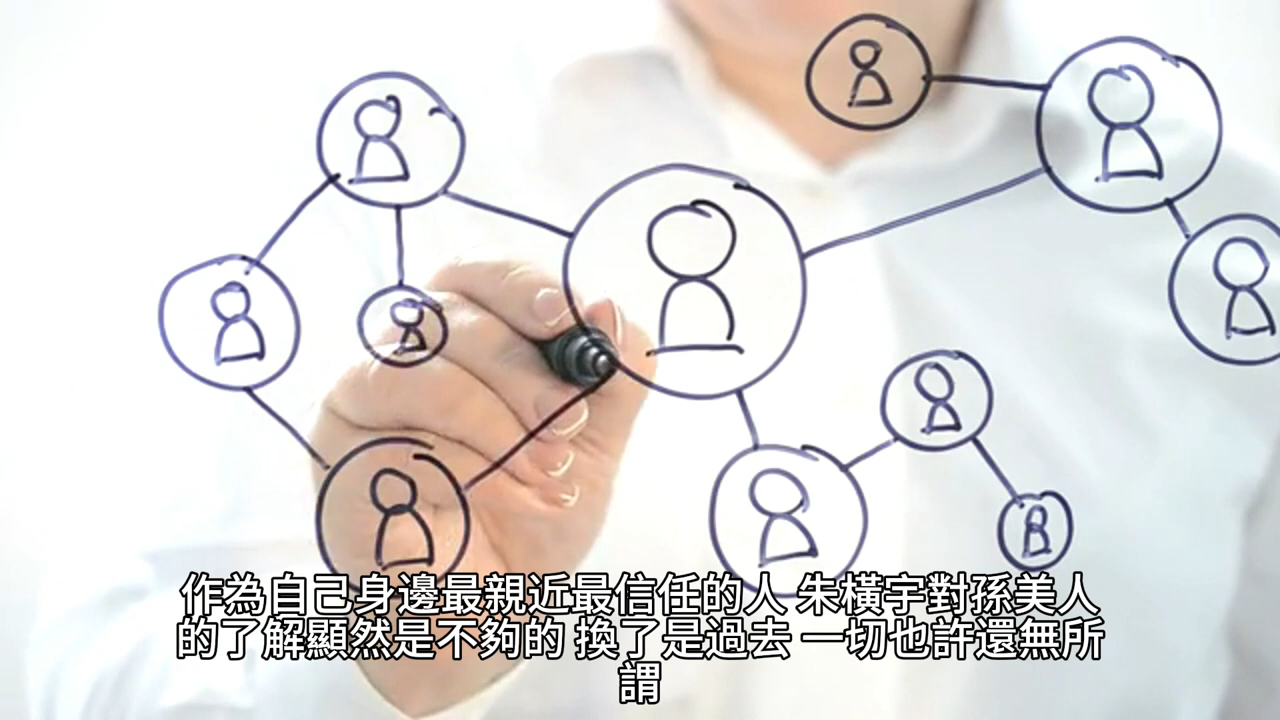 作為自己身邊最親近最信任的人 朱橫宇對孫美人
的了解顯然是不夠的 換了是過去 一切也許還無所
謂